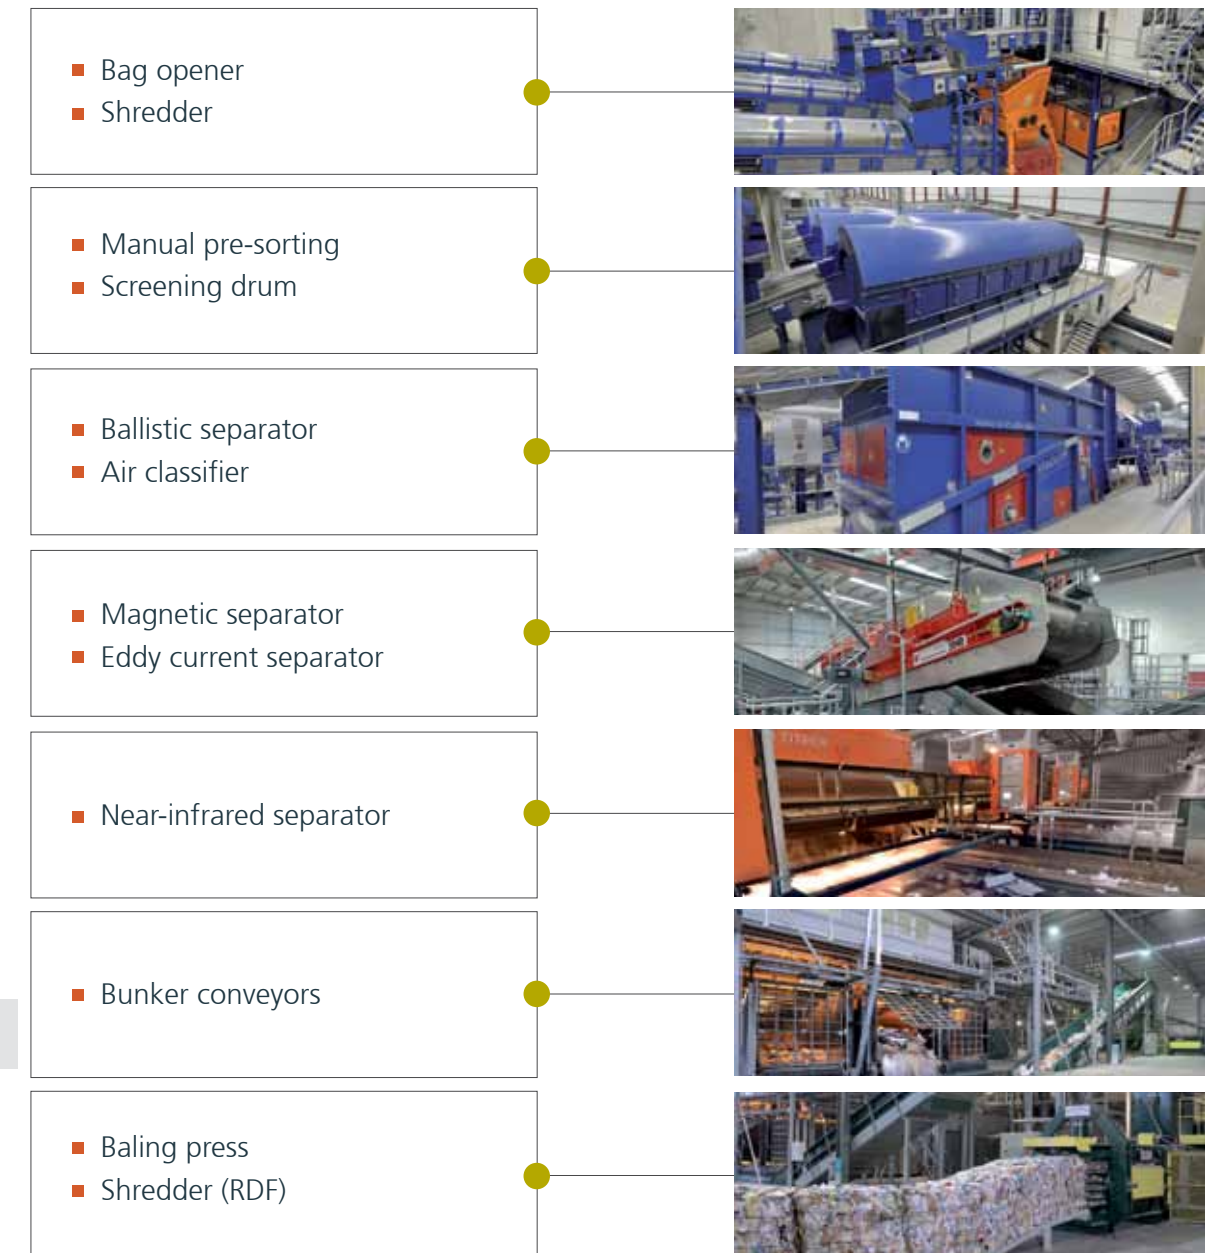 Bag opener
Shredder
Manual pre-sorting
Screening drum
Ballistic separator
Air classifier
Magnetic separator
Eddy current separator
TITECH
Near-infrared separator
Bunker conveyors
Baling press
Shredder (RDF)